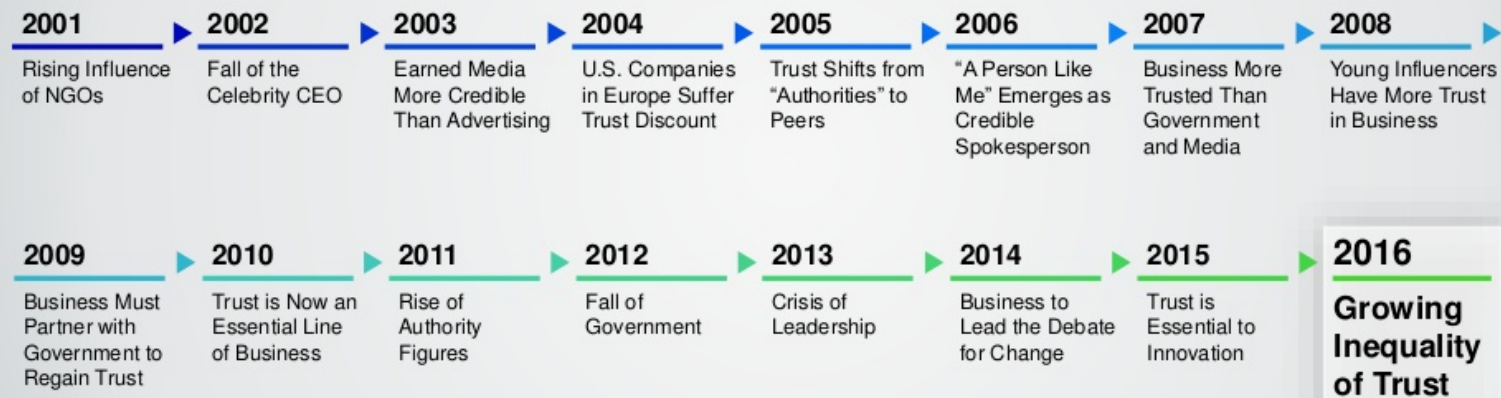 2001
Rising Influence
of NGOs
2002
Fall of the
Celebrity CEO
2003
Earned Media
More Credible
Than Advertising
2004
U.S. Companies
in Europe Suffer
Trust Discount
2005
Trust Shifts from
“Authorities” to
Peers
2006
“A Person Like
Me” Emerges as
Credible
Spokesperson
2007
Business More
Trusted Than
Government
and Media
2008
Young Influencers
Have More Trust
in Business
2009
Business Must
Partner with
Government to
Regain Trust
2010
Trust is Now an
Essential Line
of Business
2011
Rise of
Authority
Figures
2012
Fall of
Government
2013
Crisis of
Leadership
2014
Business to
Lead the Debate
for Change
2015
Trust is
Essential to
Innovation
2016
Growing
Inequality
of Trust